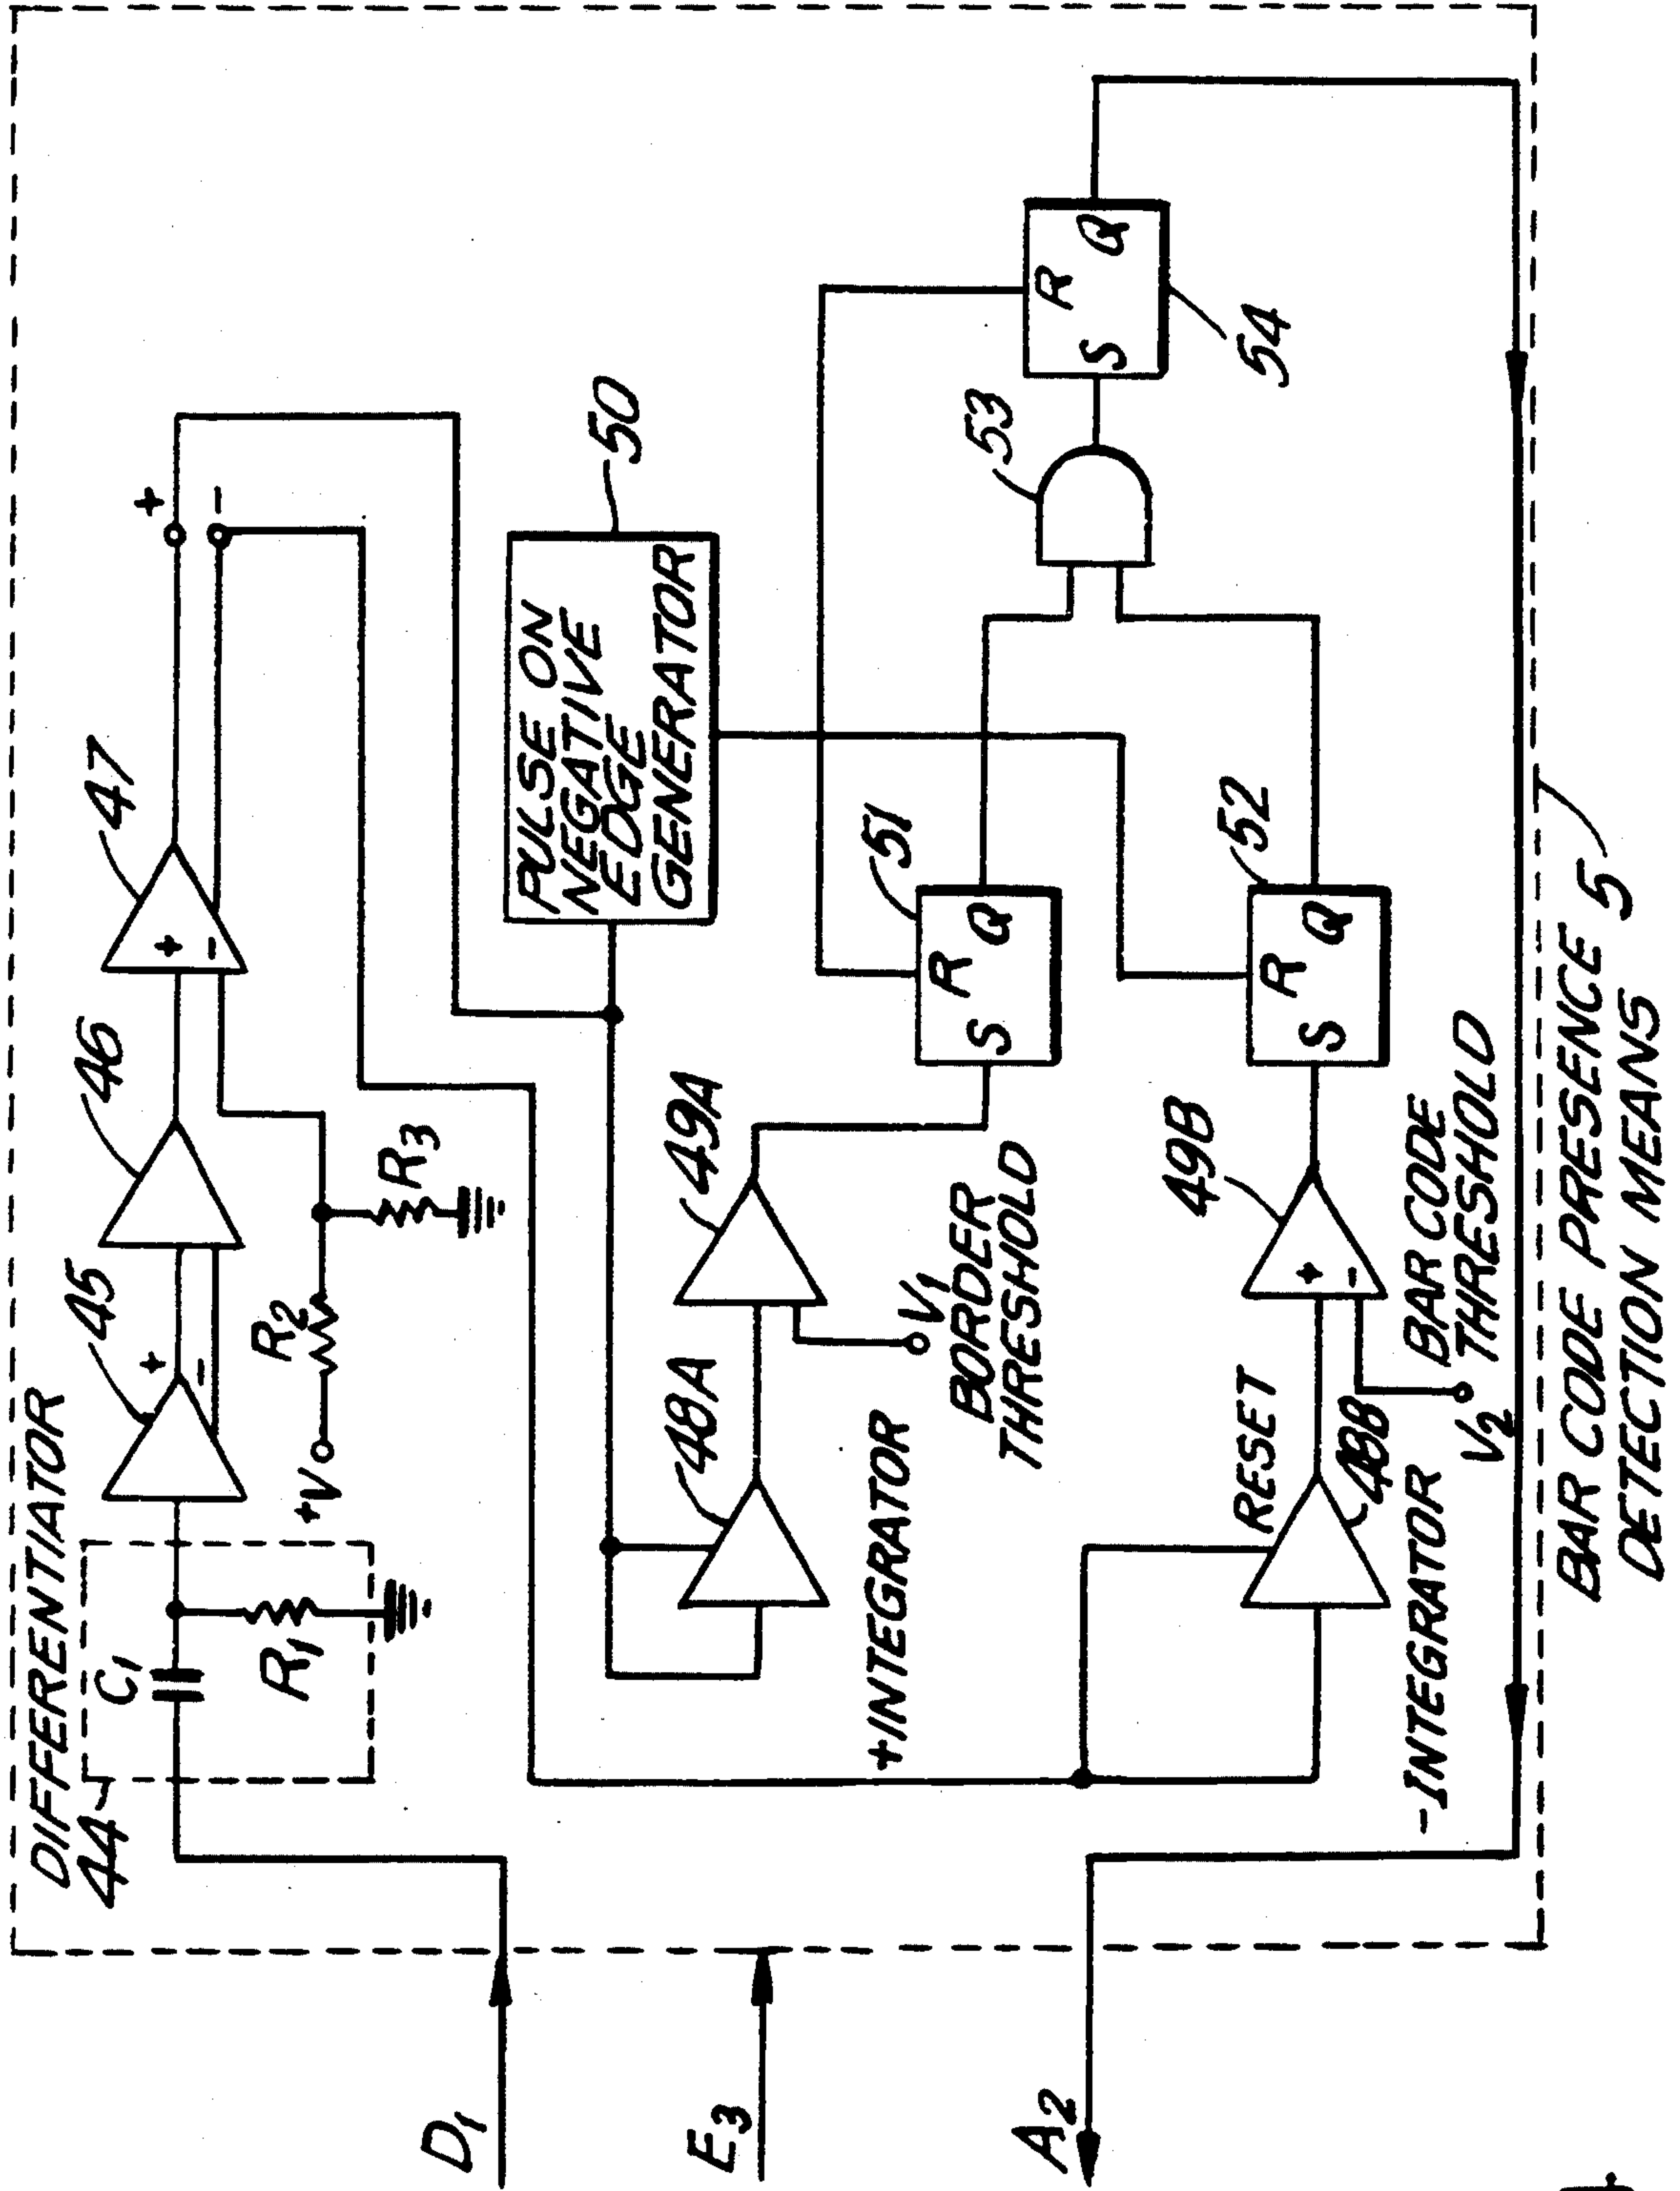 DIFFERENTIATOR
44
C1
R1
45
+
-
46
47
+
-
+
-
+V
R2
R3
PULSE ON
NEGATIVE
EDGE
GENERATOR
50
48A
49A
+INTEGRATOR
V1
BORDER
THRESHOLD
51
S
R
Q
53
S
R
Q
54
RESET
48B
-INTEGRATOR
49B
+
-
V2
BAR CODE
THRESHOLD
52
S
R
Q
D1
E3
A2
BAR CODE PRESENCE 5
DETECTION MEANS